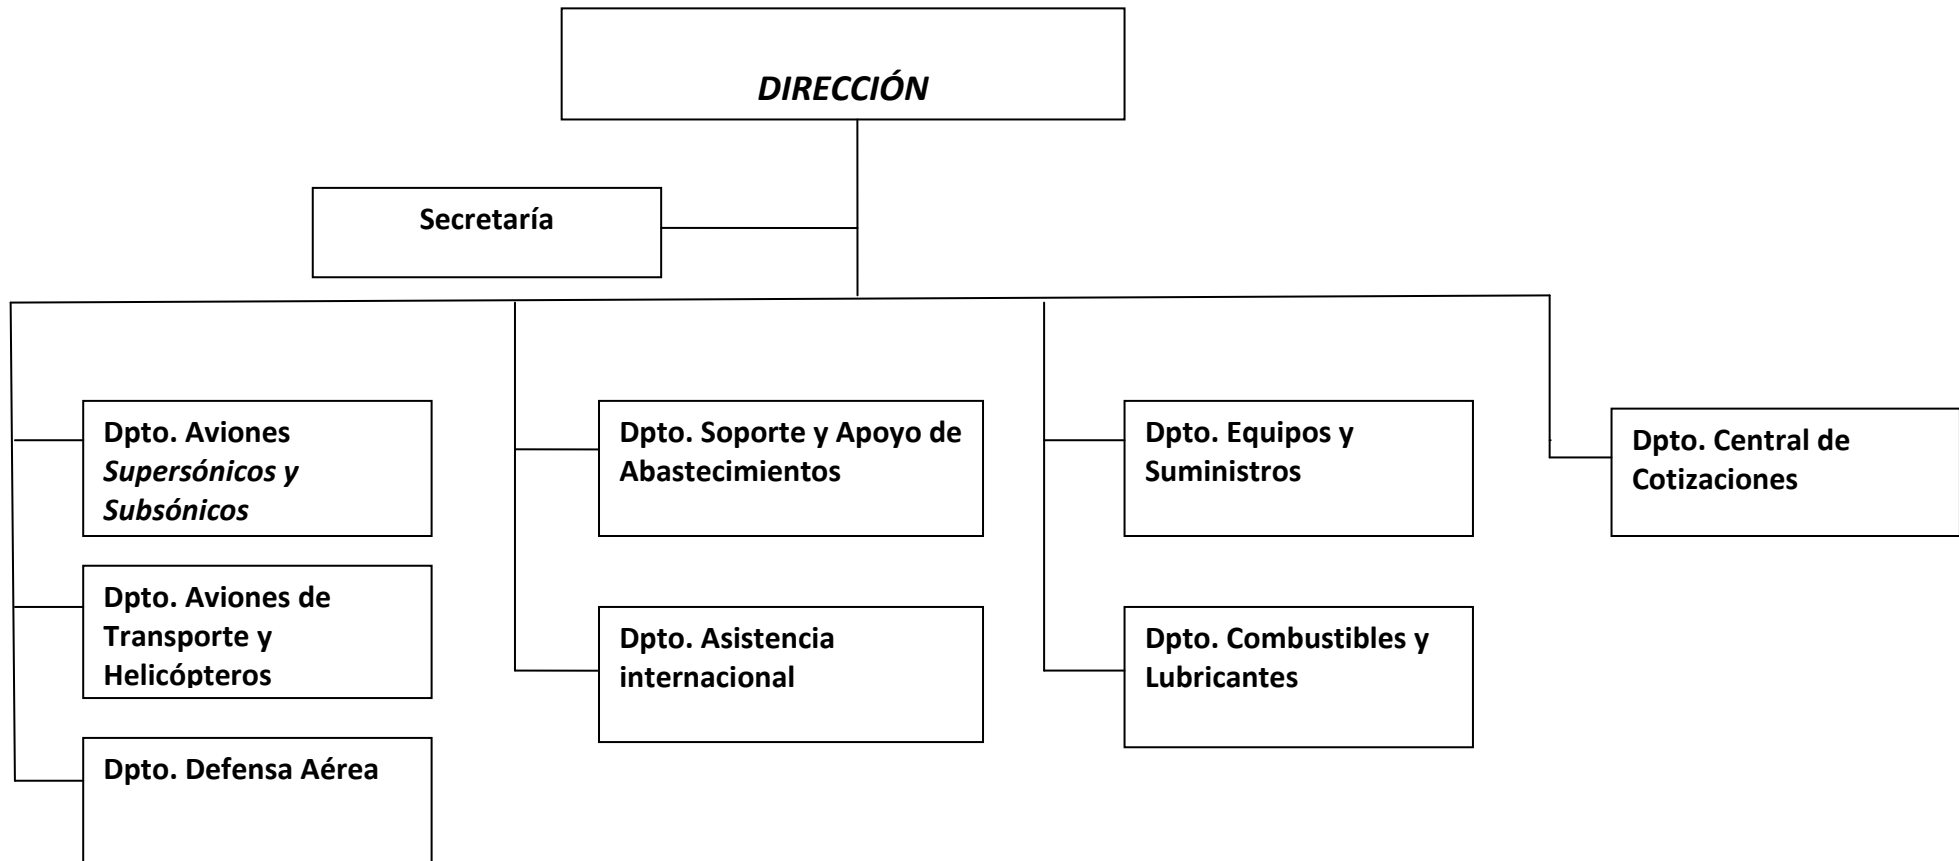 DIRECCIÓN
Secretaría
Dpto. Aviones
Supersónicos y
Subsónicos
Dpto. Aviones de
Transporte y
Helicópteros
Dpto. Defensa Aérea
Dpto. Soporte y Apoyo de
Abastecimientos
Dpto. Asistencia
internacional
Dpto. Equipos y
Suministros
Dpto. Combustibles y
Lubricantes
Dpto. Central de
Cotizaciones